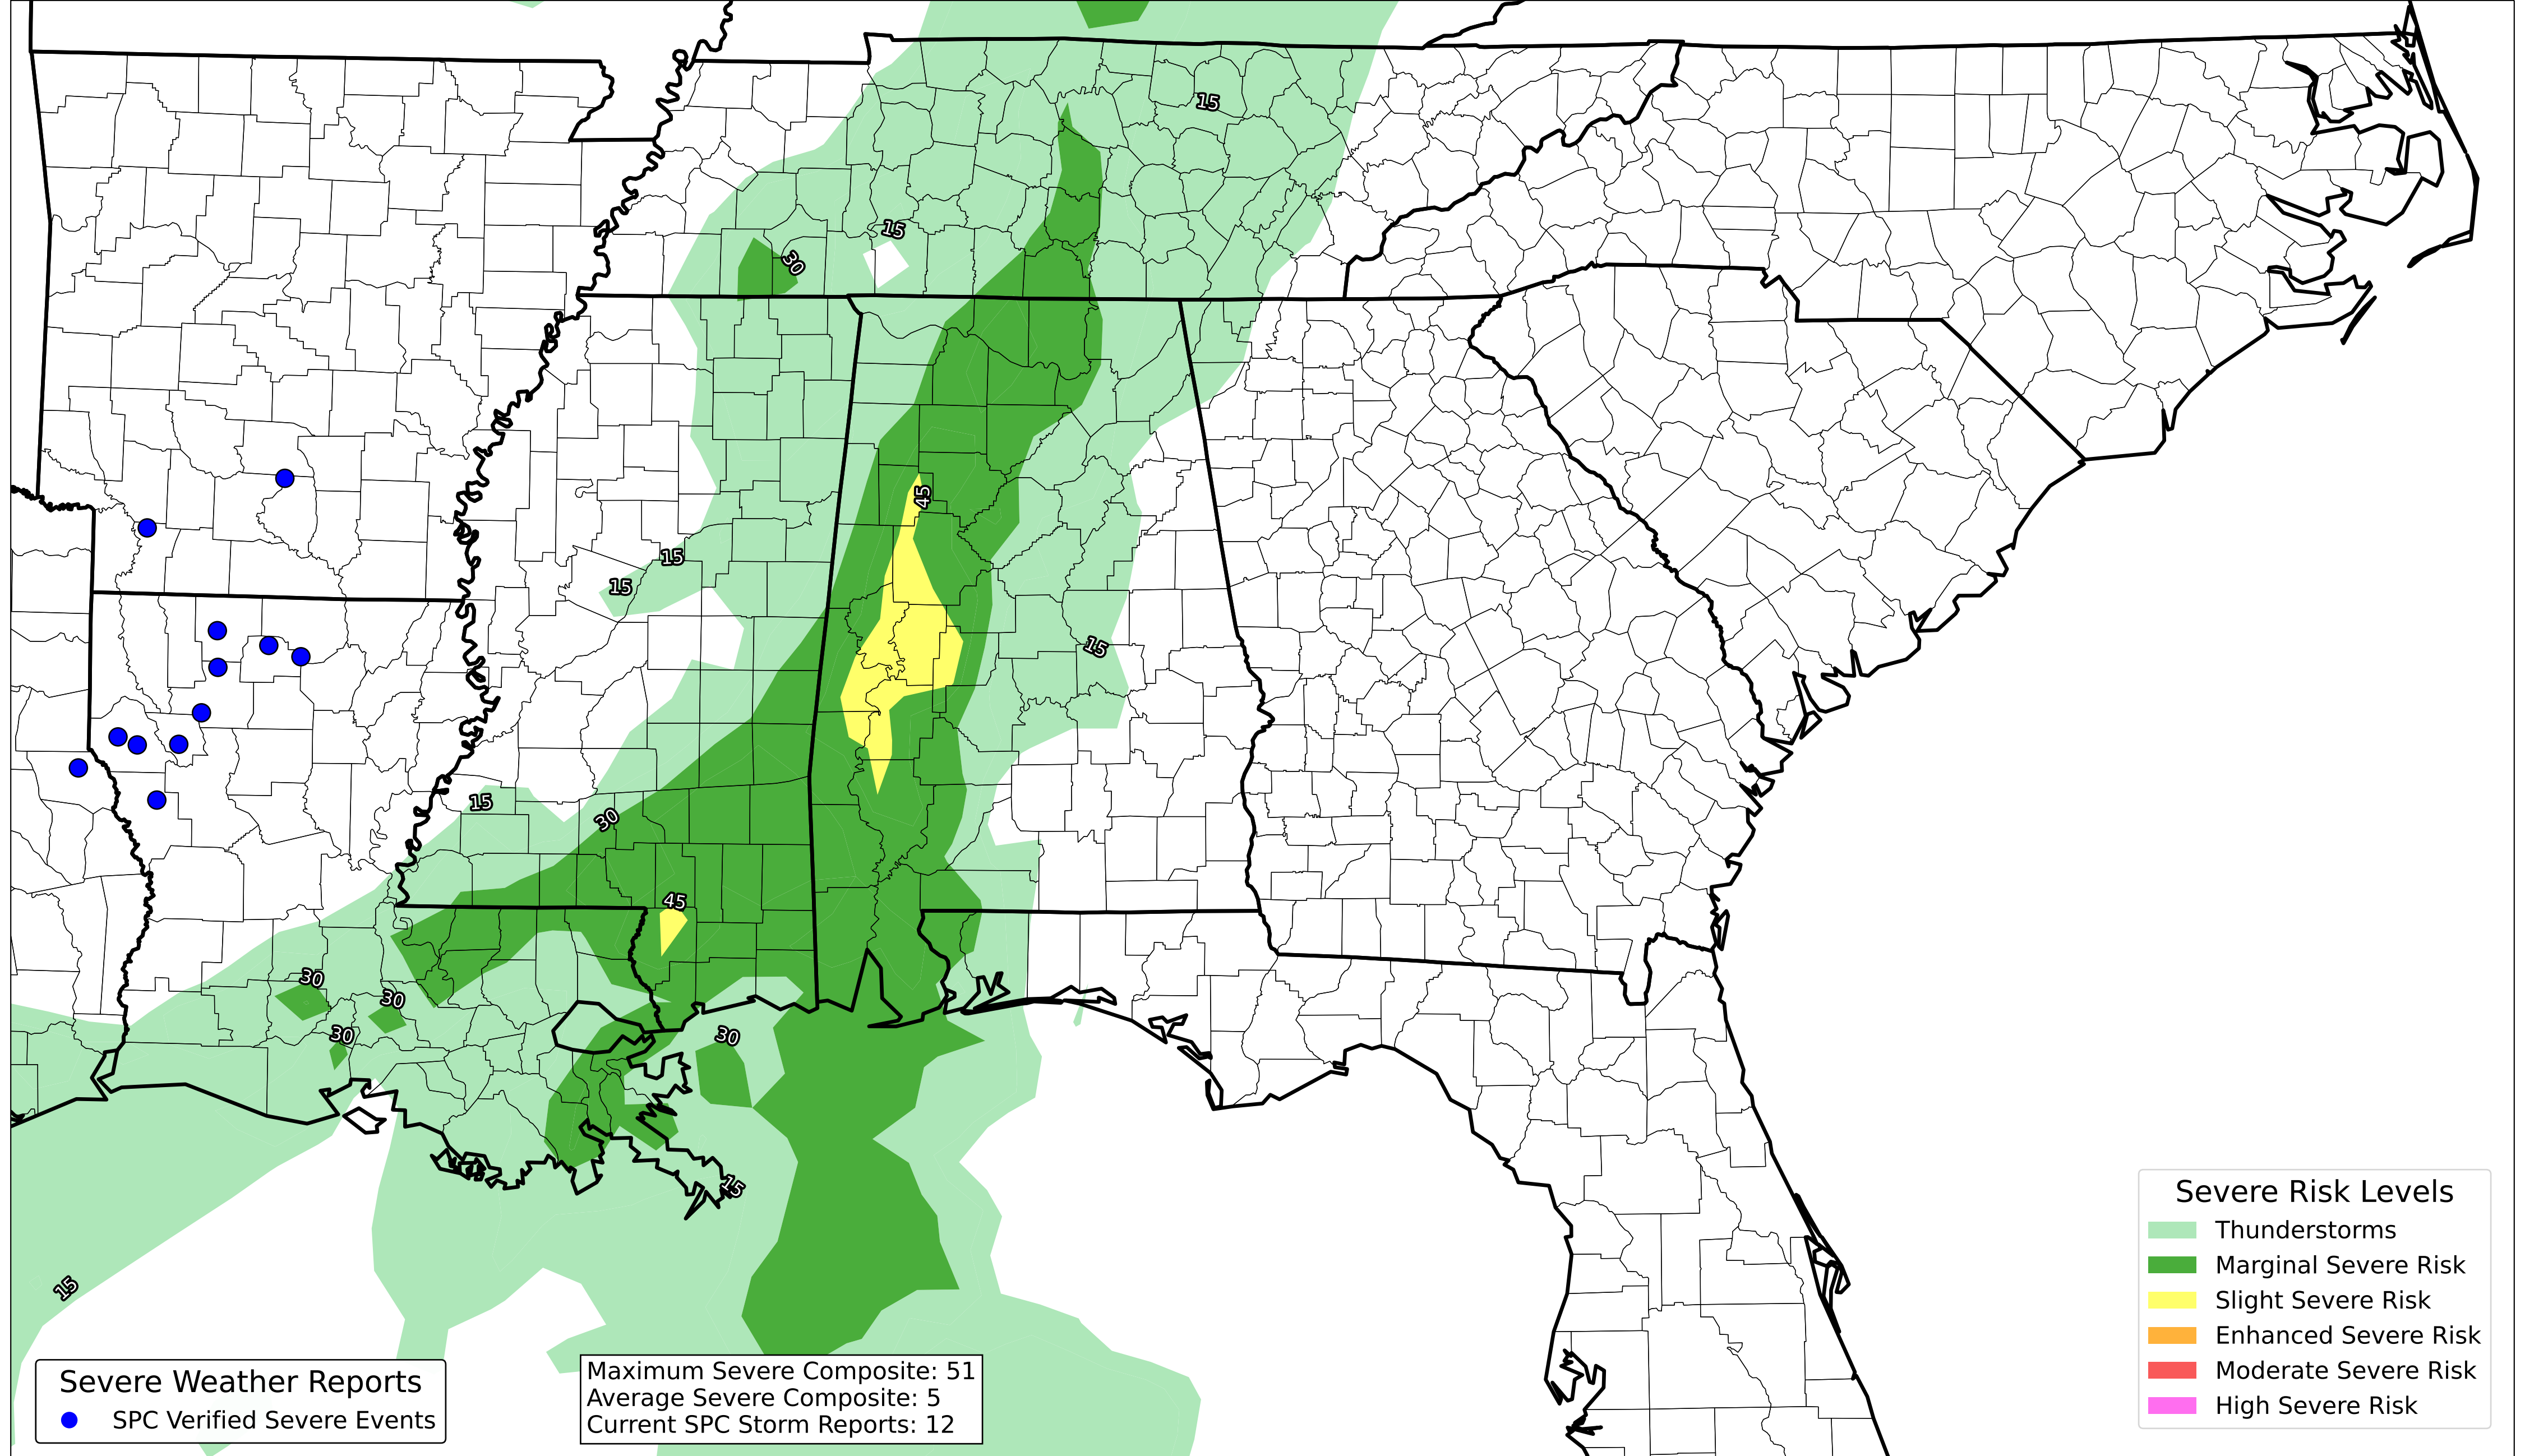 15
15
30
45
15
15
15
15
30
45
30
30
30
30
15
15
Severe Weather Reports
SPC Verified Severe Events
Maximum Severe Composite: 51
Average Severe Composite: 5
Current SPC Storm Reports: 12
Severe Risk Levels
Thunderstorms
Marginal Severe Risk
Slight Severe Risk
Enhanced Severe Risk
Moderate Severe Risk
High Severe Risk